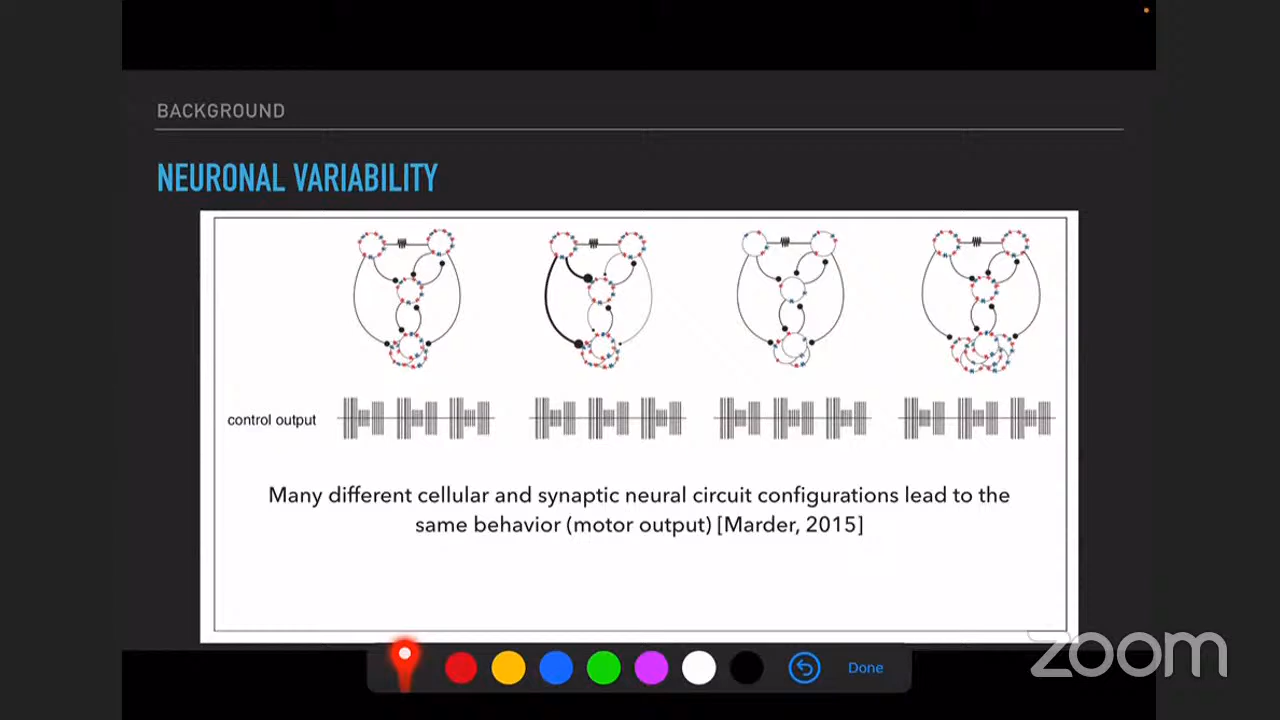 BACKGROUND
NEURONAL VARIABILITY
control output
Many different cellular and synaptic neural circuit configurations lead to the
same behavior (motor output) [Marder, 2015]
Done
zoom